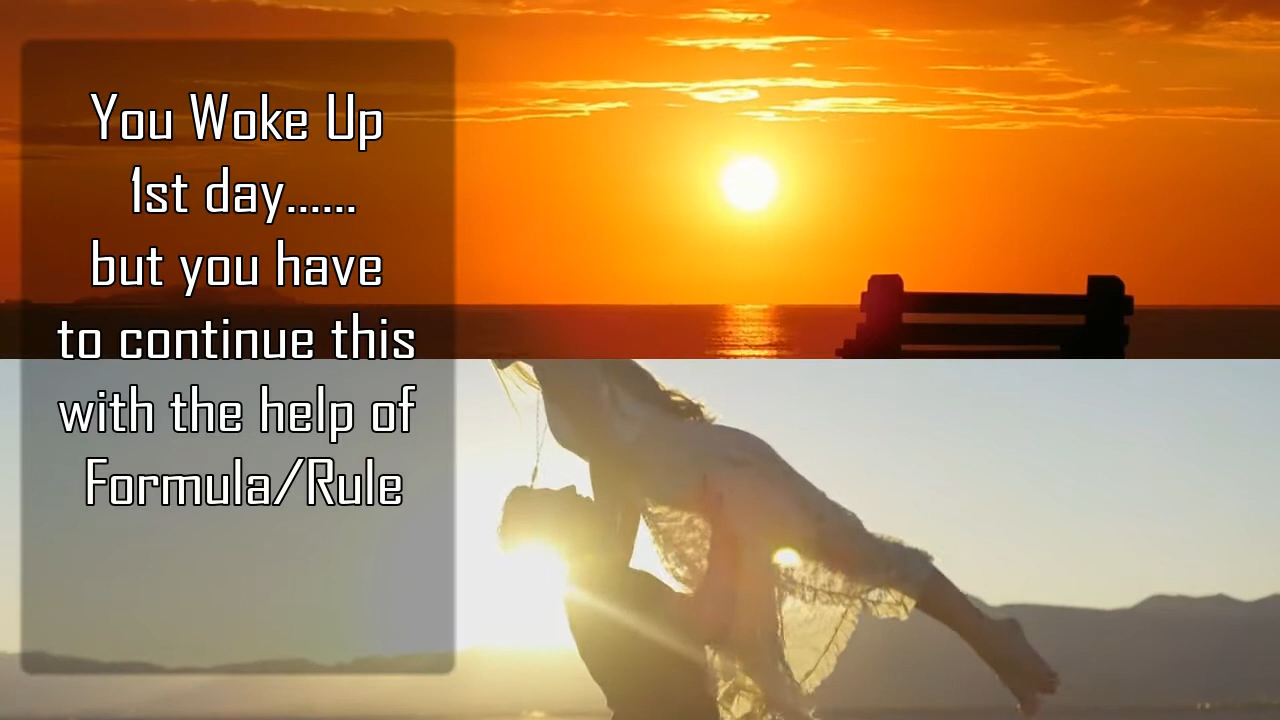 You Woke Up
1st day......
but you have
to continue this
with the help of
Formula/Rule